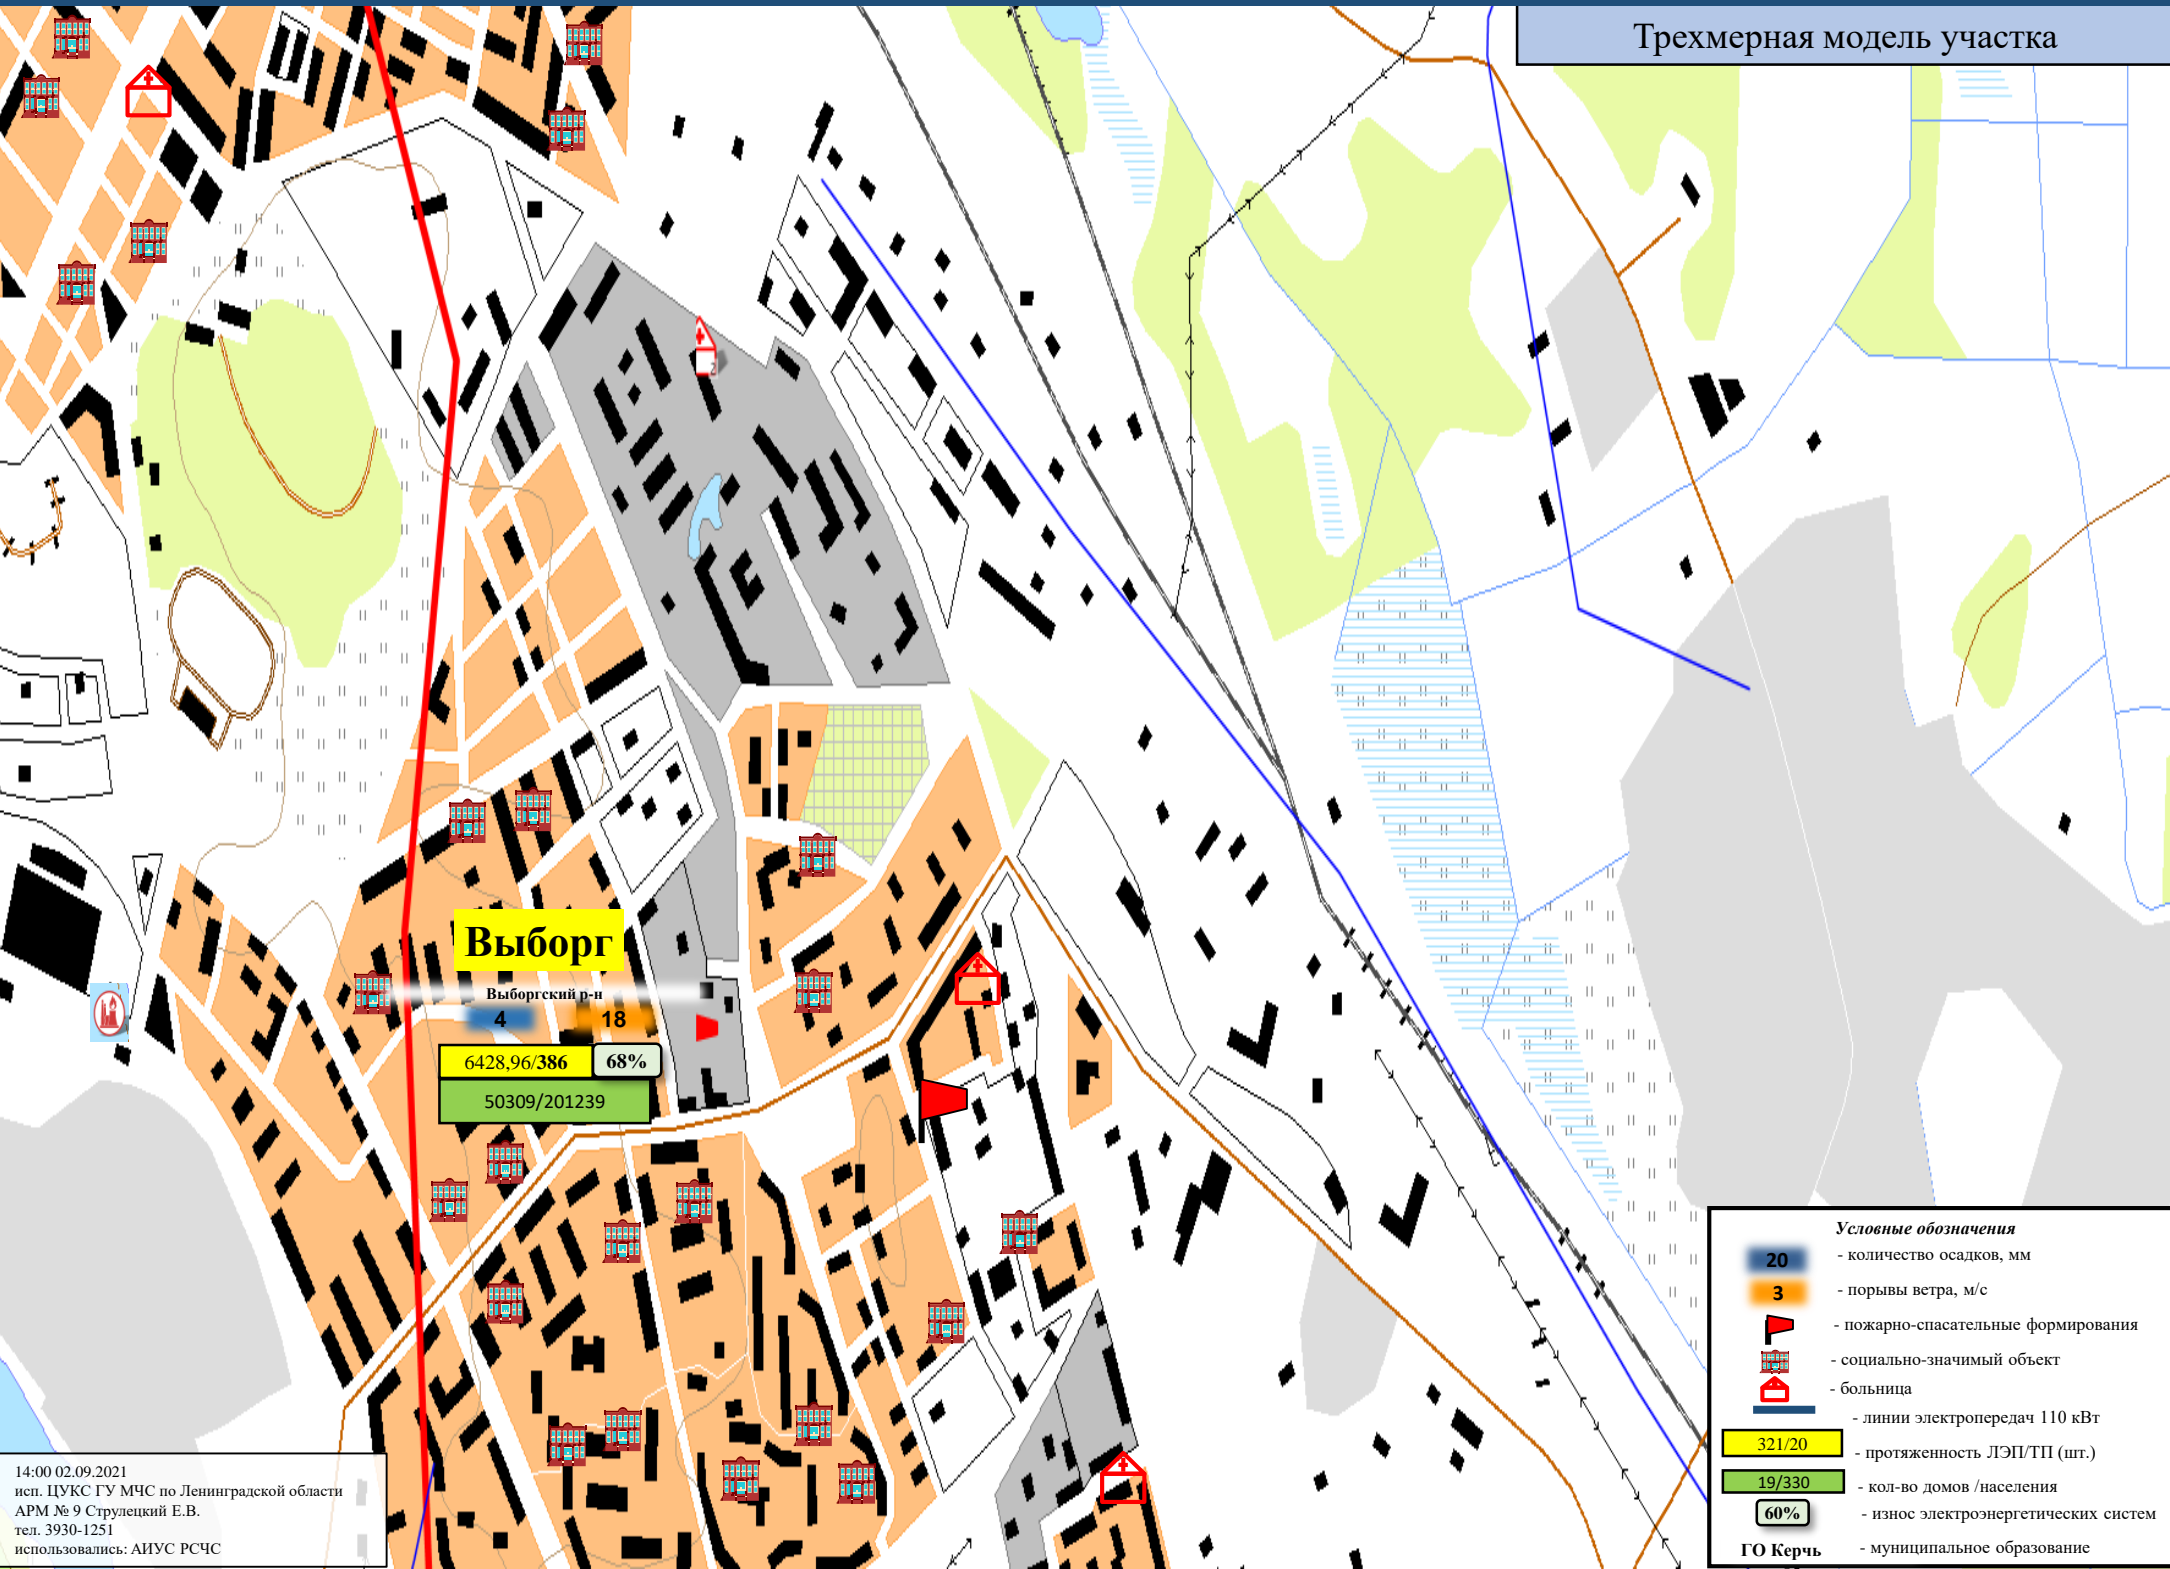 Трехмерная модель участка
Выборг
Выборгский р-н
4 18
6428,96/386 68%
50309/201239
Условные обозначения
20 - количество осадков, мм
3 - порывы ветра, м/с
- пожарно-спасательные формирования
- социально-значимый объект
- больница
- линии электропередач 110 кВт
321/20 - протяженность ЛЭП/ТП (шт.)
19/330 - кол-во домов /населения
60% - износ электроэнергетических систем
ГО Керчь - муниципальное образование
14:00 02.09.2021
исп. ЦУКС ГУ МЧС по Ленинградской области
АРМ № 9 Струлецкий Е.В.
тел. 3930-1251
использовались: АИУС РСЧС